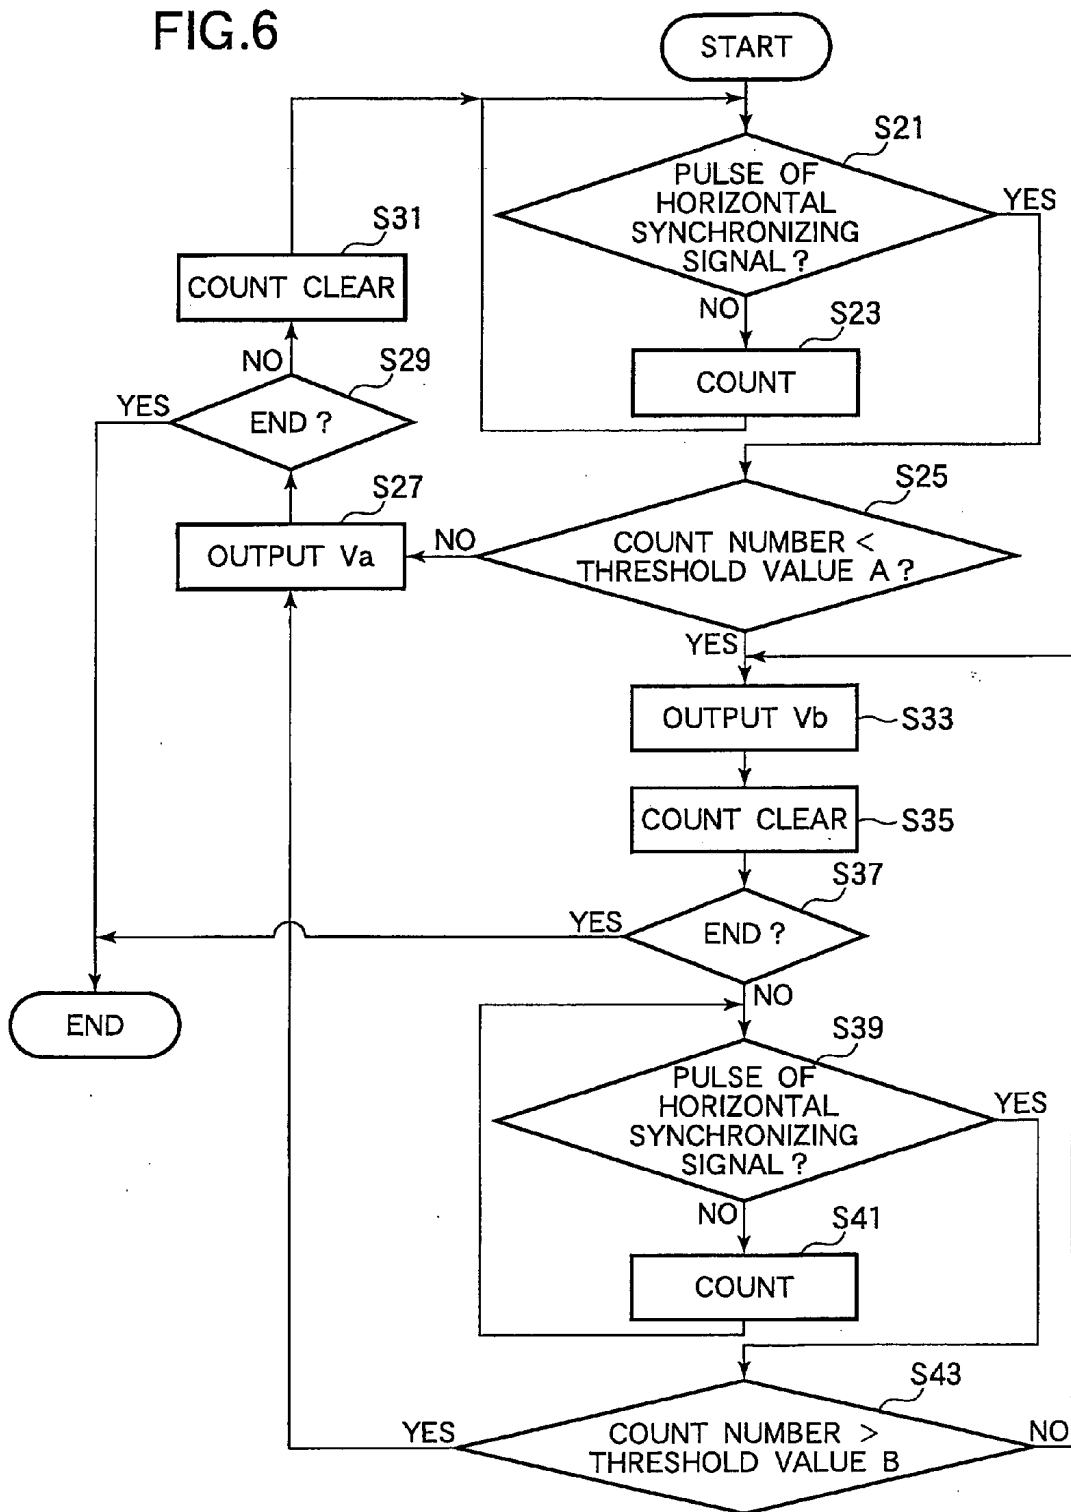 FIG.6
START
S21
PULSE OF
HORIZONTAL
SYNCHRONIZING
SIGNAL?
YES
NO
S23
COUNT
S31
COUNT CLEAR
NO
S29
YES
END?
S27
OUTPUT Va
S25
NO
COUNT NUMBER <
THRESHOLD VALUE A?
YES
OUTPUT Vb
S33
COUNT CLEAR
S35
S37
YES
END?
NO
END
S39
PULSE OF
HORIZONTAL
SYNCHRONIZING
SIGNAL?
YES
NO
S41
COUNT
S43
YES
COUNT NUMBER >
THRESHOLD VALUE B
NO